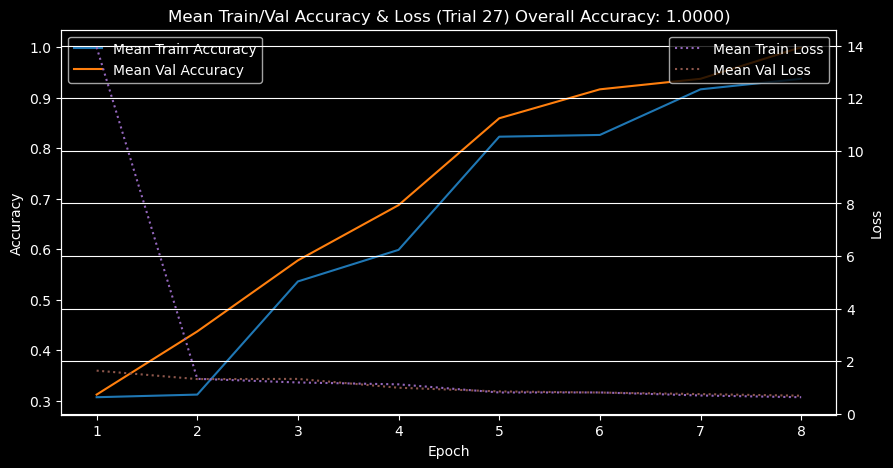 Mean Train/Val Accuracy & Loss (Trial 27) Overall Accuracy: 1.0000)
Mean Train Accuracy
Mean Val Accuracy
Mean Train Loss
Mean Val Loss
1.0
0.9
0.8
0.7
0.6
0.5
0.4
0.3
Accuracy
14
12
10
8
6
4
2
0
Loss
1 2 3 4 5 6 7 8
Epoch